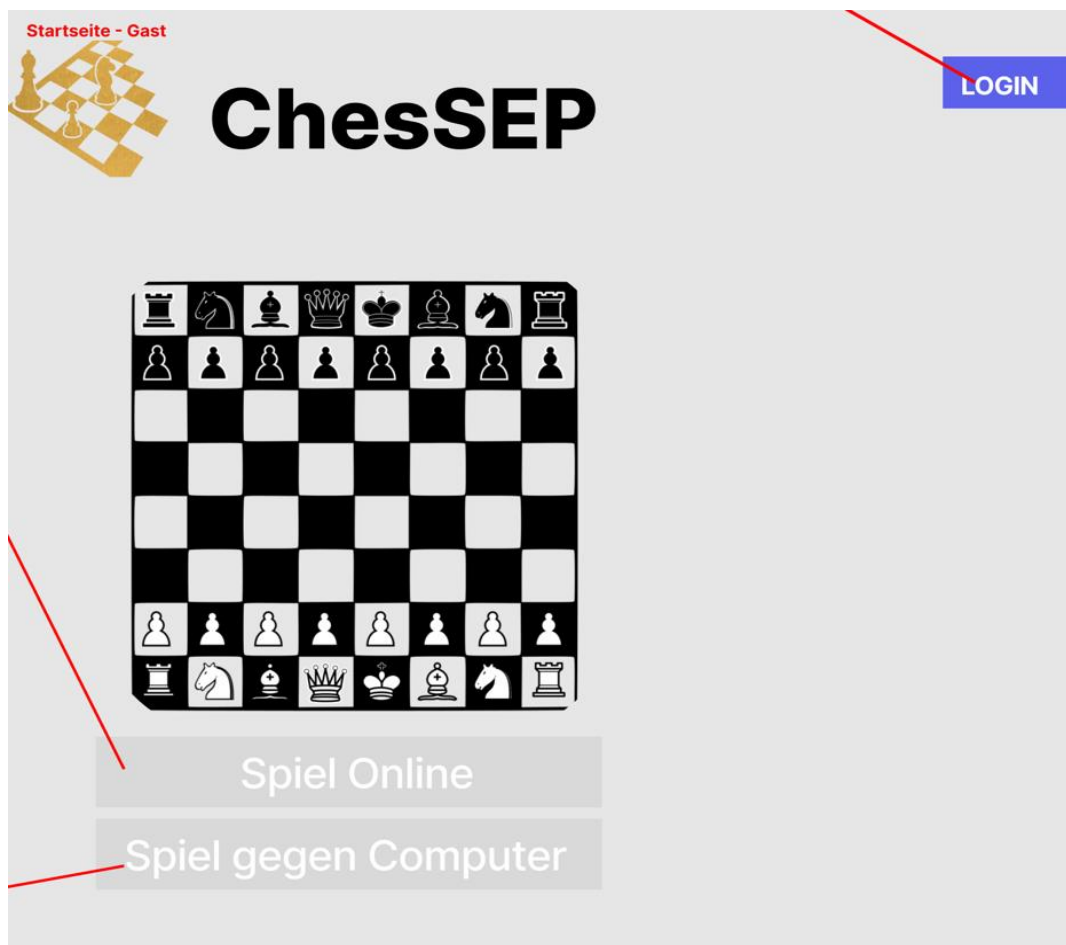 Startseite - Gast
ChesSEP
LOGIN
Spiel Online
Spiel gegen Computer